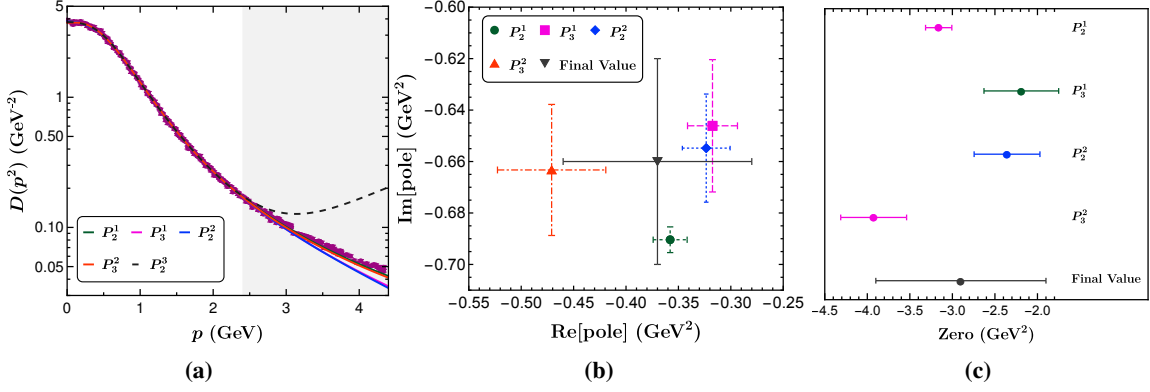 5
1
0.50
0.10
0.05
D(p²) (GeV⁻²)
P₂¹ P₃¹ P₂²
P₃² P₂³
0 1 2 3 4
p (GeV)
(a)
−0.60
−0.62
−0.64
−0.66
−0.68
−0.70
Im[pole] (GeV²)
P₂¹ P₃¹ P₂²
P₃² Final Value
−0.55 −0.50 −0.45 −0.40 −0.35 −0.30 −0.25
Re[pole] (GeV²)
(b)
P₂¹
P₃¹
P₂²
P₃²
Final Value
−4.5 −4.0 −3.5 −3.0 −2.5 −2.0
Zero (GeV²)
(c)